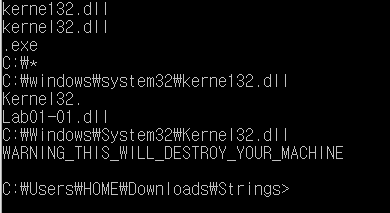 kerne132.dll
kernel32.dll
.exe
C:₩*
C:₩windows₩system32₩kerne132.dll
Kernel32.
Lab01-01.dll
C:₩Windows₩System32₩Kernel32.dll
WARNING_THIS_WILL_DESTROY_YOUR_MACHINE
C:₩Users₩HOME₩Downloads₩Strings>